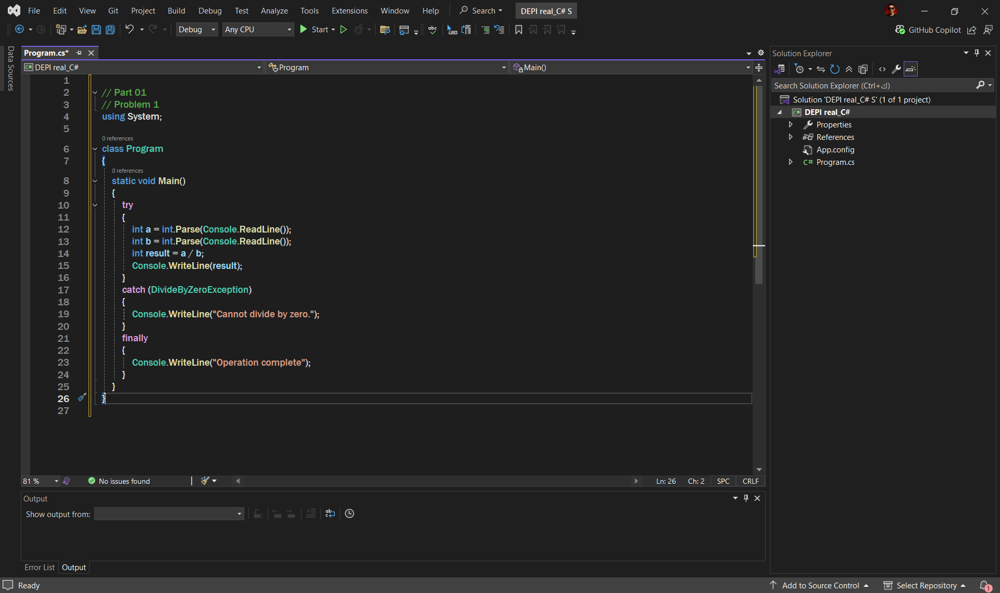 File Edit View Git Project Build Debug Test Analyze Tools Extensions Window Help Search DEPI real_C# S
Debug Any CPU Start GitHub Copilot
Data Sources
Program.cs*
DEPI real_C# Program Main()
1
2 // Part 01
3 // Problem 1
4 using System;
5
0 references
6 class Program
7 {
0 references
8 static void Main()
9 {
10 try
11 {
12 int a = int.Parse(Console.ReadLine());
13 int b = int.Parse(Console.ReadLine());
14 int result = a / b;
15 Console.WriteLine(result);
16 }
17 catch (DivideByZeroException)
18 {
19 Console.WriteLine("Cannot divide by zero.");
20 }
21 finally
22 {
23 Console.WriteLine("Operation complete");
24 }
25 }
26 }
27
81 % No issues found Ln: 26 Ch: 2 SPC CRLF
Output
Show output from:
Error List Output
Solution Explorer
Search Solution Explorer (Ctrl+ك)
Solution 'DEPI real_C# S' (1 of 1 project)
DEPI real_C#
Properties
References
App.config
C# Program.cs
Ready Add to Source Control Select Repository 1